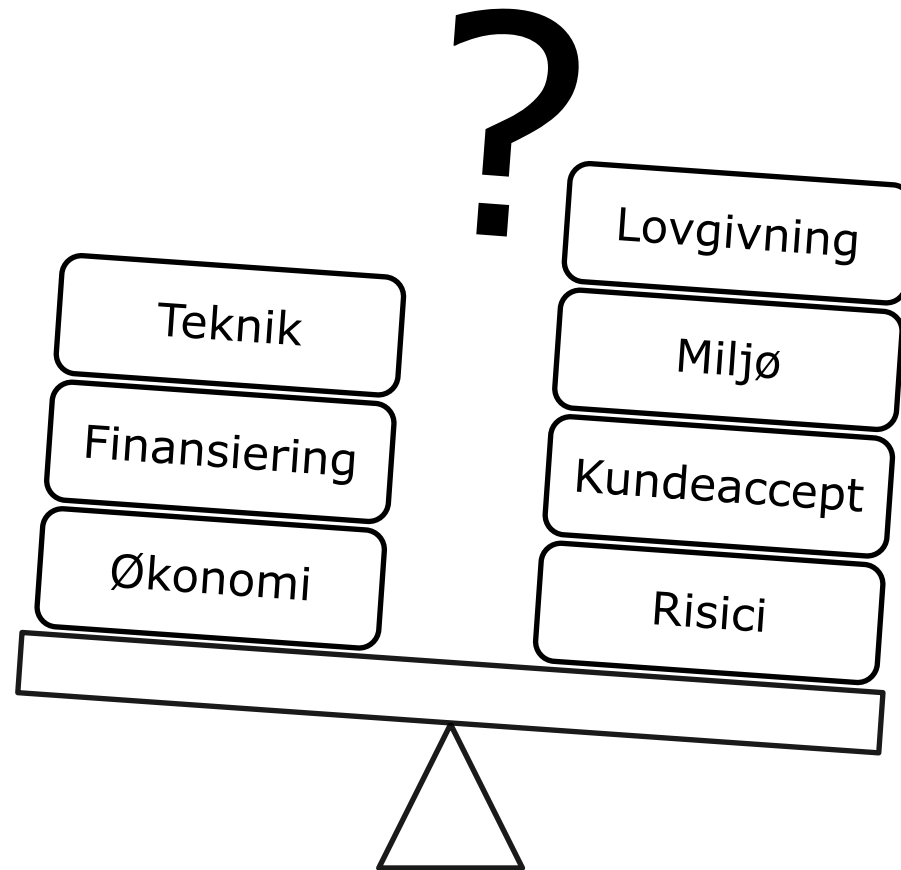 ?
Teknik
Finansiering
Økonomi
Lovgivning
Miljø
Kundeaccept
Risici